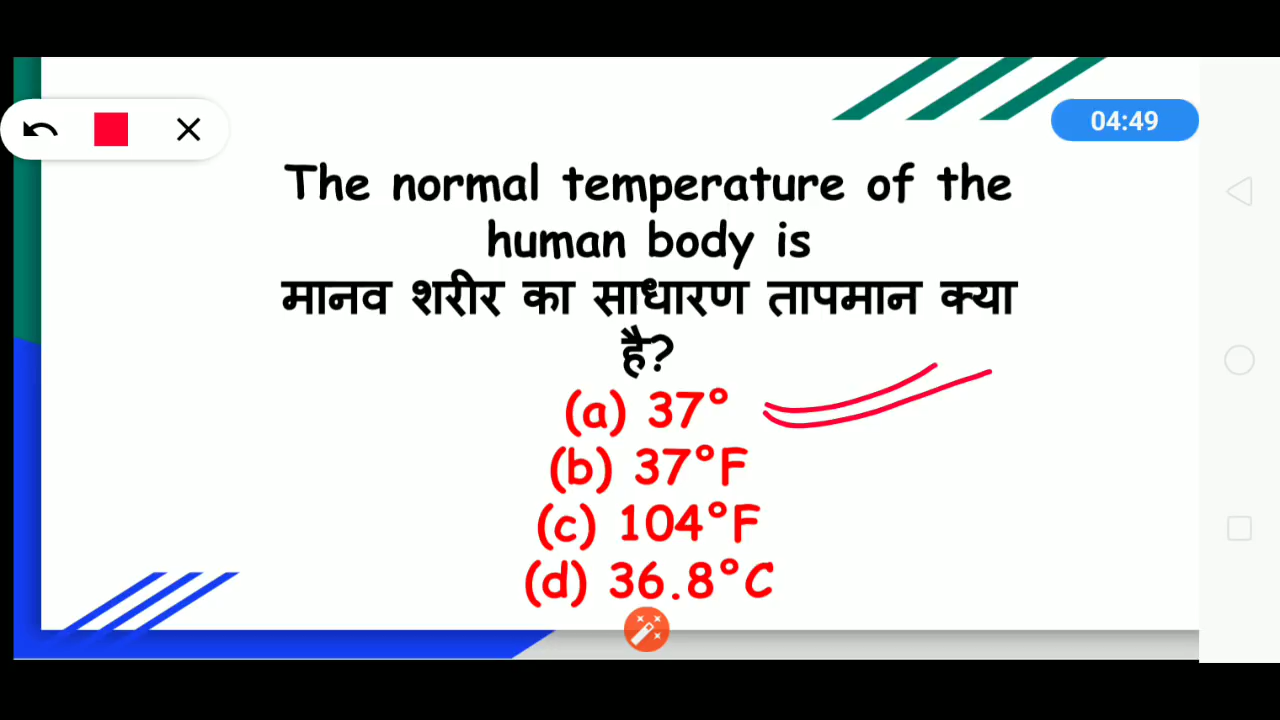 04:49
The normal temperature of the
human body is
मानव शरीर का साधारण तापमान क्या
है?
(a) 37°
(b) 37°F
(c) 104°F
(d) 36.8°C